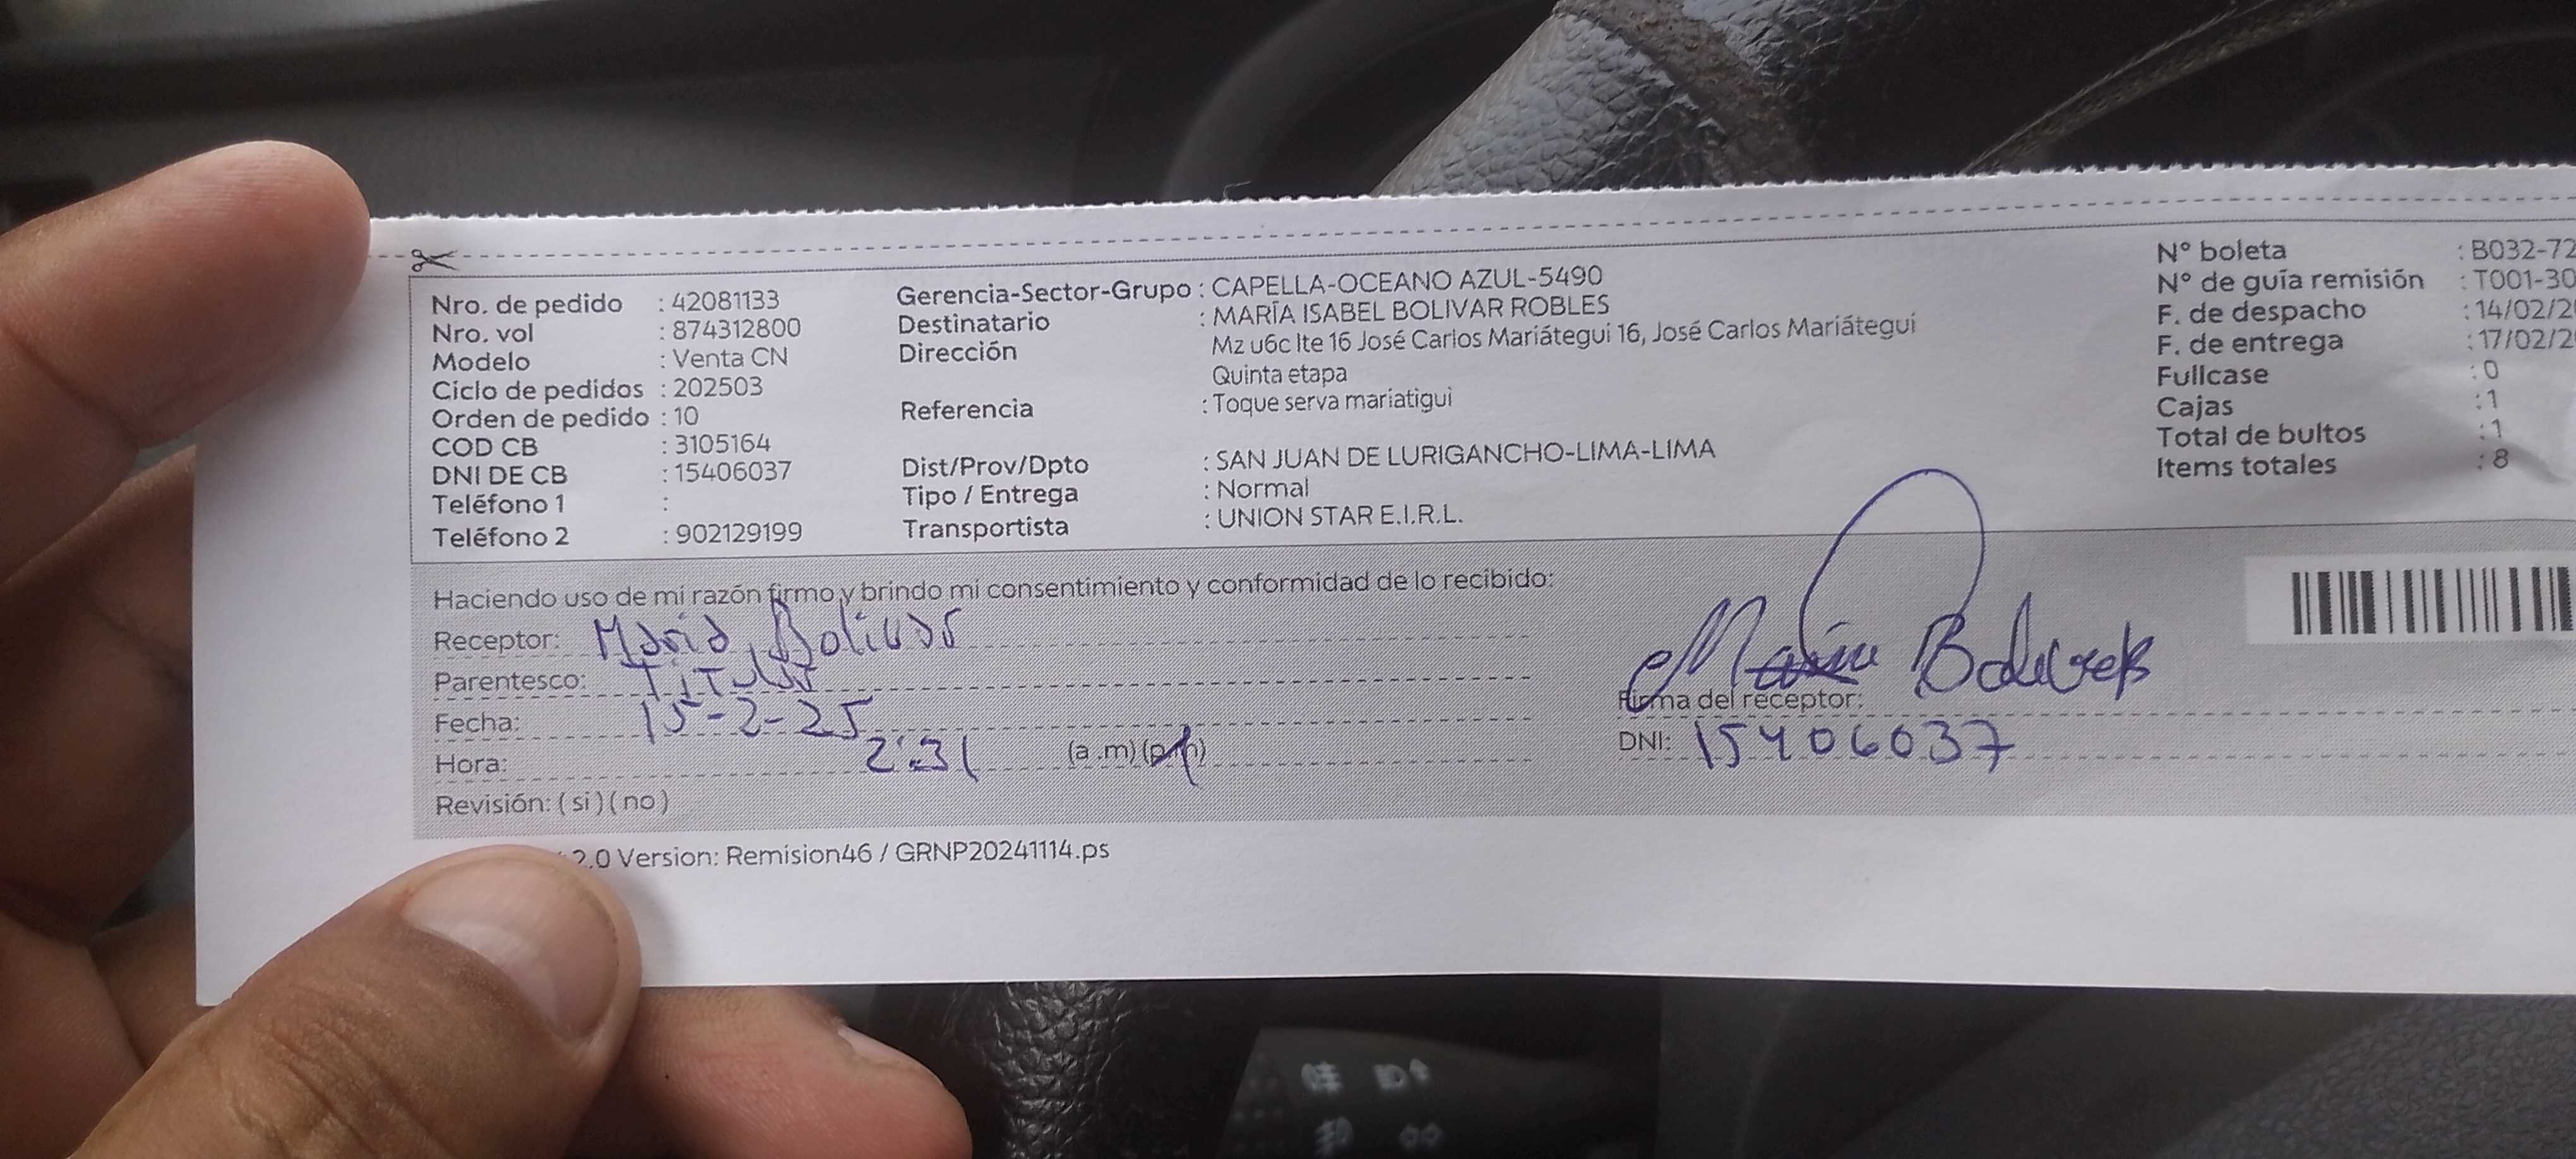 Nro. de pedido : 42081133
Nro. vol : 874312800
Modelo : Venta CN
Ciclo de pedidos : 202503
Orden de pedido : 10
COD CB : 3105164
DNI DE CB : 15406037
Teléfono 1 :
Teléfono 2 : 902129199
Gerencia-Sector-Grupo : CAPELLA-OCEANO AZUL-5490
Destinatario : MARÍA ISABEL BOLIVAR ROBLES
Dirección Mz u6c lte 16 José Carlos Mariátegui 16, José Carlos Mariátegui
Quinta etapa
Referencia : Toque serva mariatigui
Dist/Prov/Dpto : SAN JUAN DE LURIGANCHO-LIMA-LIMA
Tipo / Entrega : Normal
Transportista : UNION STAR E.I.R.L.
N° boleta : B032-72
N° de guía remisión : T001-30
F. de despacho : 14/02/2
F. de entrega : 17/02/2
Fullcase : 0
Cajas : 1
Total de bultos : 1
Items totales : 8
Haciendo uso de mi razón firmo y brindo mi consentimiento y conformidad de lo recibido:
Receptor: Maria Bolivar
Parentesco: Titular
Fecha: 15-2-25
Hora: 2:31 (a .m) (p.m)
Revisión: ( si ) ( no )
María Bolivar
Firma del receptor:
DNI: 15406037
2.0 Version: Remision46 / GRNP20241114.ps